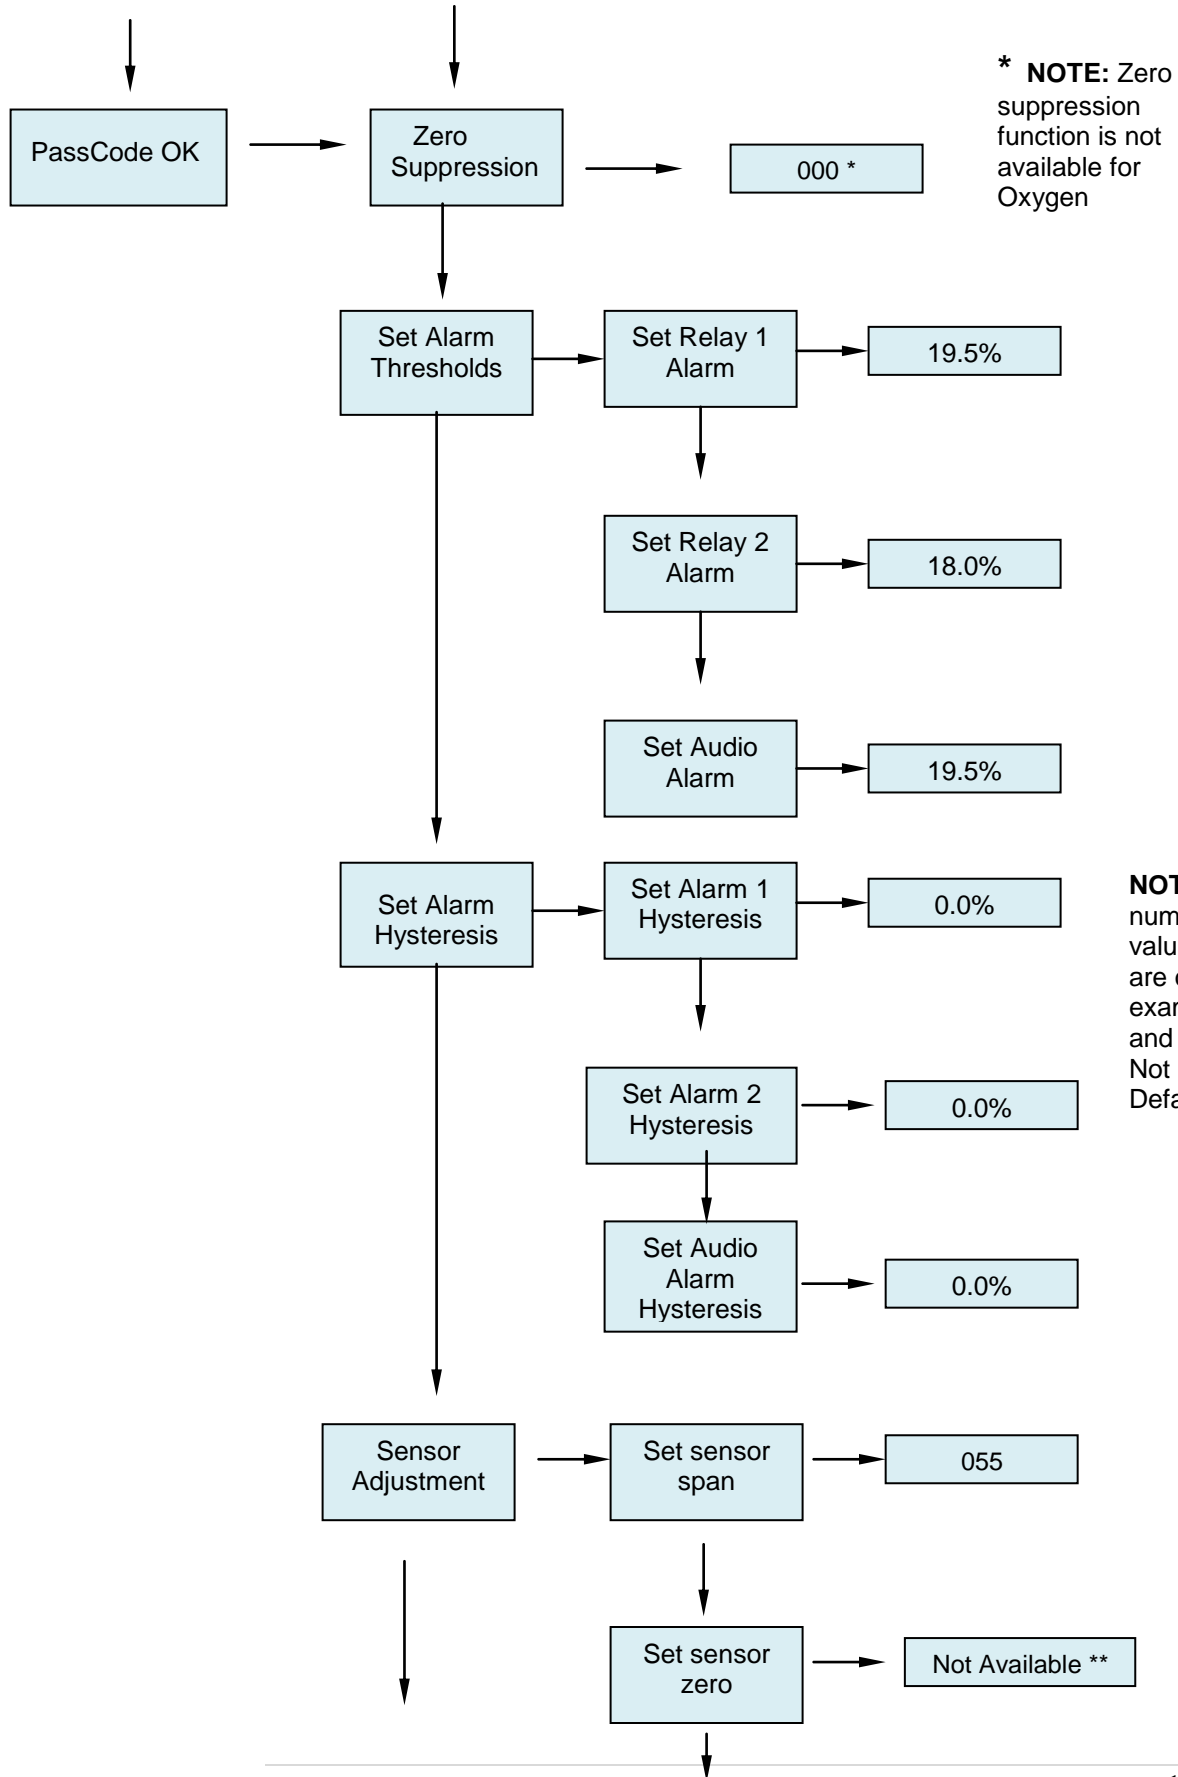 * NOTE: Zero
suppression
function is not
available for
Oxygen
PassCode OK
Zero
Suppression
000 *
Set Alarm
Thresholds
Set Relay 1
Alarm
19.5%
Set Relay 2
Alarm
18.0%
Set Audio
Alarm
19.5%
Set Alarm
Hysteresis
Set Alarm 1
Hysteresis
0.0%
Set Alarm 2
Hysteresis
0.0%
Set Audio
Alarm
Hysteresis
0.0%
and
Not
Sensor
Adjustment
Set sensor
span
055
Set sensor
zero
Not Available **